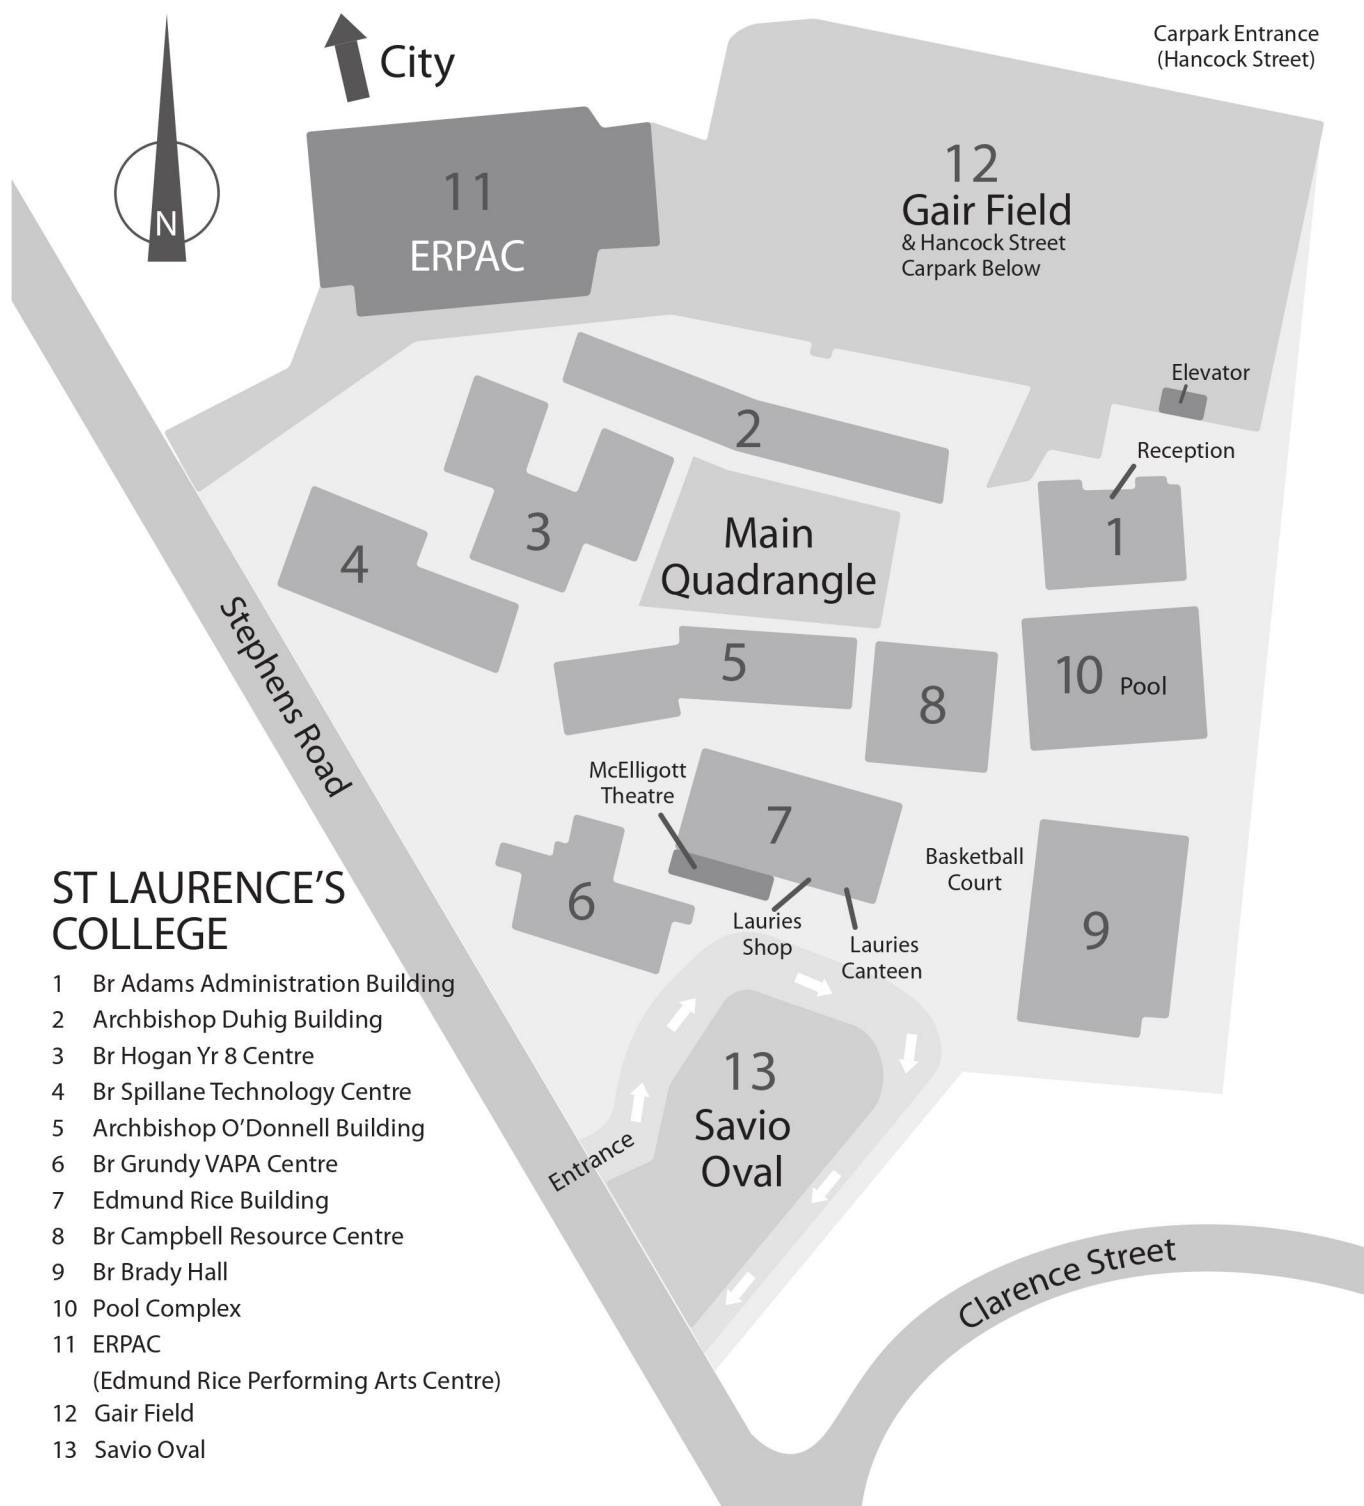 City
Carpark Entrance
(Hancock Street)
N
11
ERPAC
12
Gair Field
& Hancock Street
Carpark Below
Elevator
Reception
2
3
4
Main
Quadrangle
1
5
8
10 Pool
Stephens Road
McElligott
Theatre
7
6
Lauries
Shop
Lauries
Canteen
Basketball
Court
9
13
Savio
Oval
Entrance
Clarence Street
ST LAURENCE’S
COLLEGE
1 Br Adams Administration Building
2 Archbishop Duhig Building
3 Br Hogan Yr 8 Centre
4 Br Spillane Technology Centre
5 Archbishop O’Donnell Building
6 Br Grundy VAPA Centre
7 Edmund Rice Building
8 Br Campbell Resource Centre
9 Br Brady Hall
10 Pool Complex
11 ERPAC
(Edmund Rice Performing Arts Centre)
12 Gair Field
13 Savio Oval